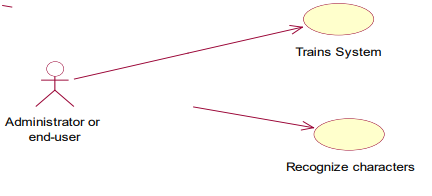 Trains System
Administrator or
end-user
Recognize characters